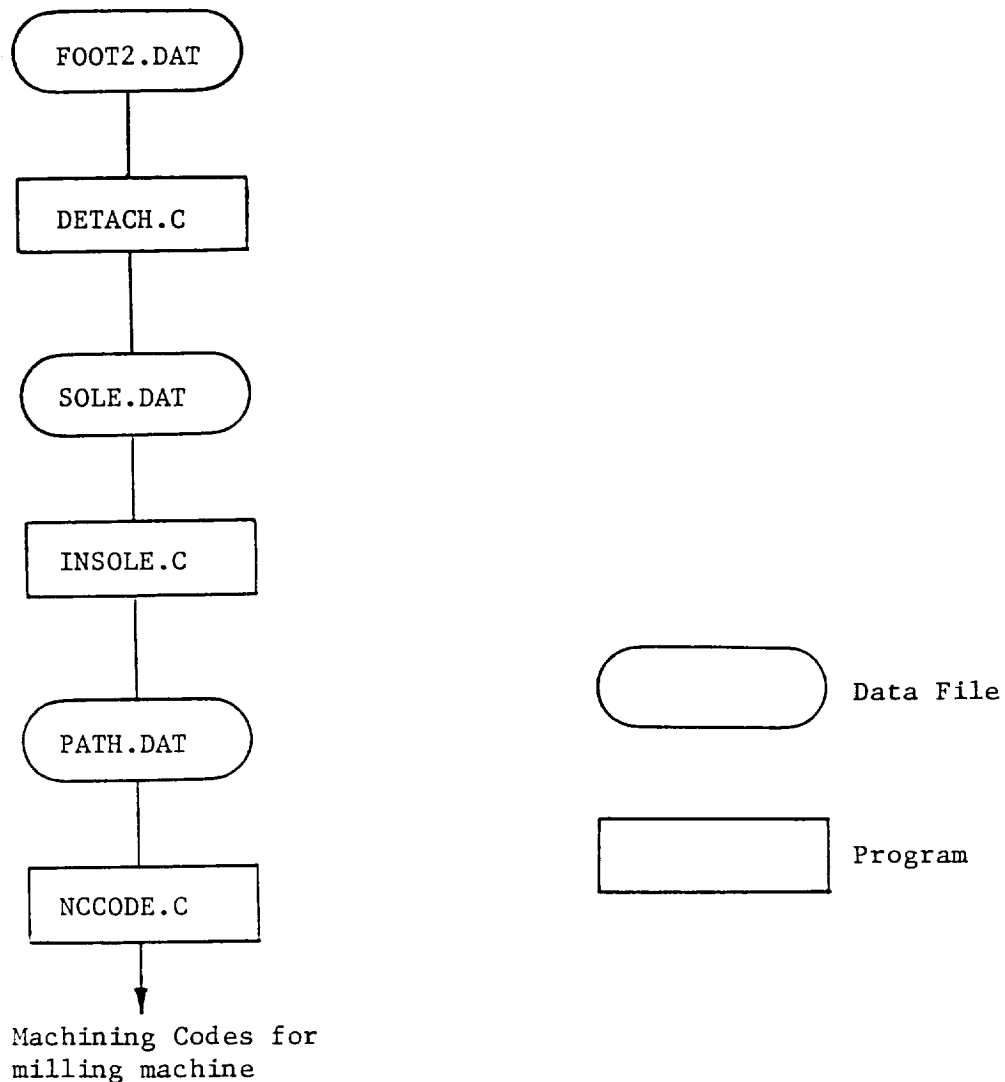 FOOT2.DAT
DETACH.C
SOLE.DAT
INSOLE.C
PATH.DAT
NCCODE.C
Machining Codes for
milling machine
Data File
Program